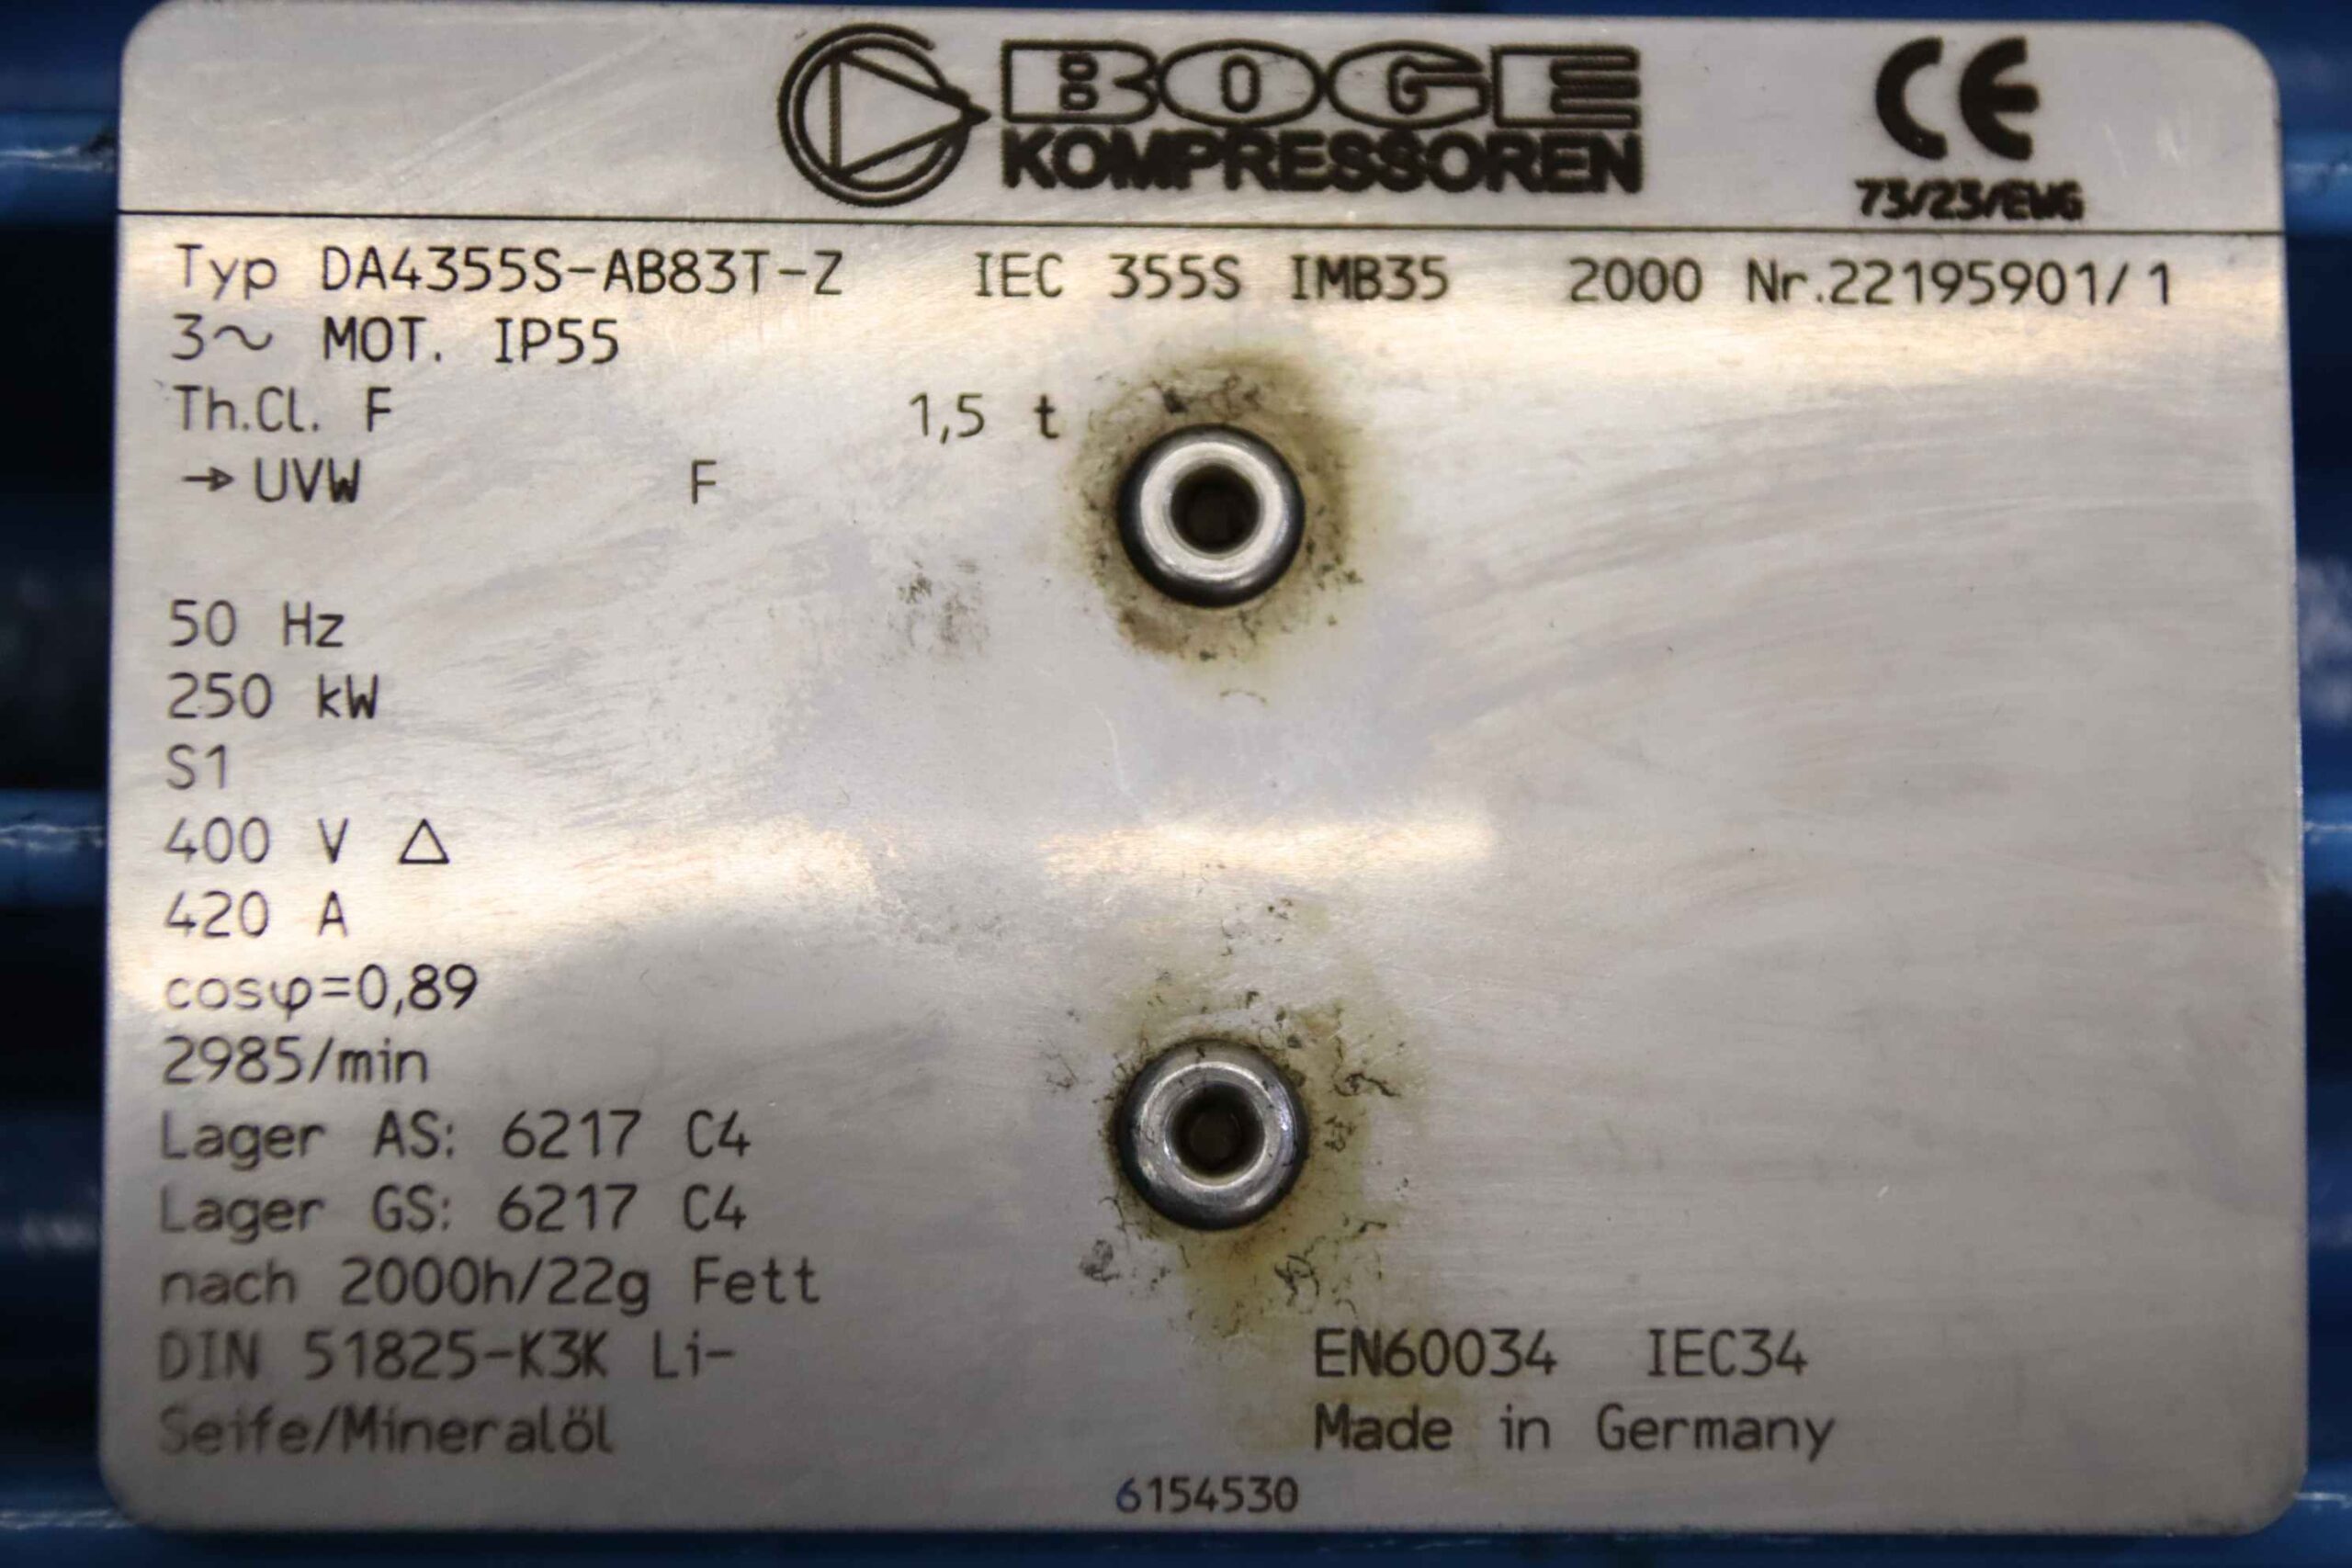 BOGE
KOMPRESSOREN
CE
73/23/EWG
Typ DA4355S-AB83T-Z IEC 355S IMB35 2000 Nr.22195901/1
3~ MOT. IP55
Th.Cl. F 1,5 t
→ UVW F
50 Hz
250 kW
S1
400 V △
420 A
cosφ=0,89
2985/min
Lager AS: 6217 C4
Lager GS: 6217 C4
nach 2000h/22g Fett
DIN 51825-K3K Li-
Seife/Mineralöl
EN60034 IEC34
Made in Germany
6154530